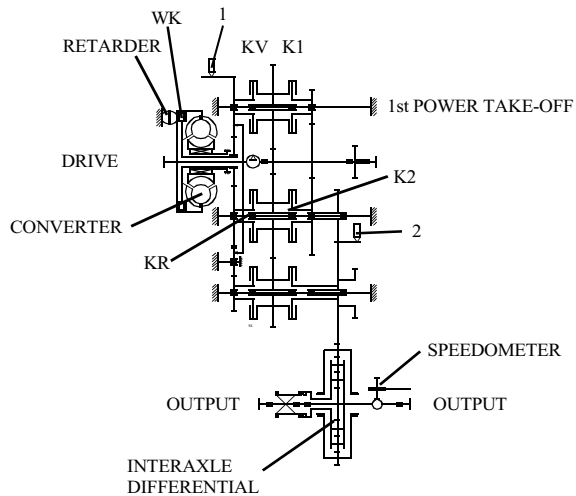 WK
1
RETARDER
KV K1
1st POWER TAKE-OFF
DRIVE
K2
CONVERTER
2
KR
SPEEDOMETER
OUTPUT
OUTPUT
INTERAXLE
DIFFERENTIAL